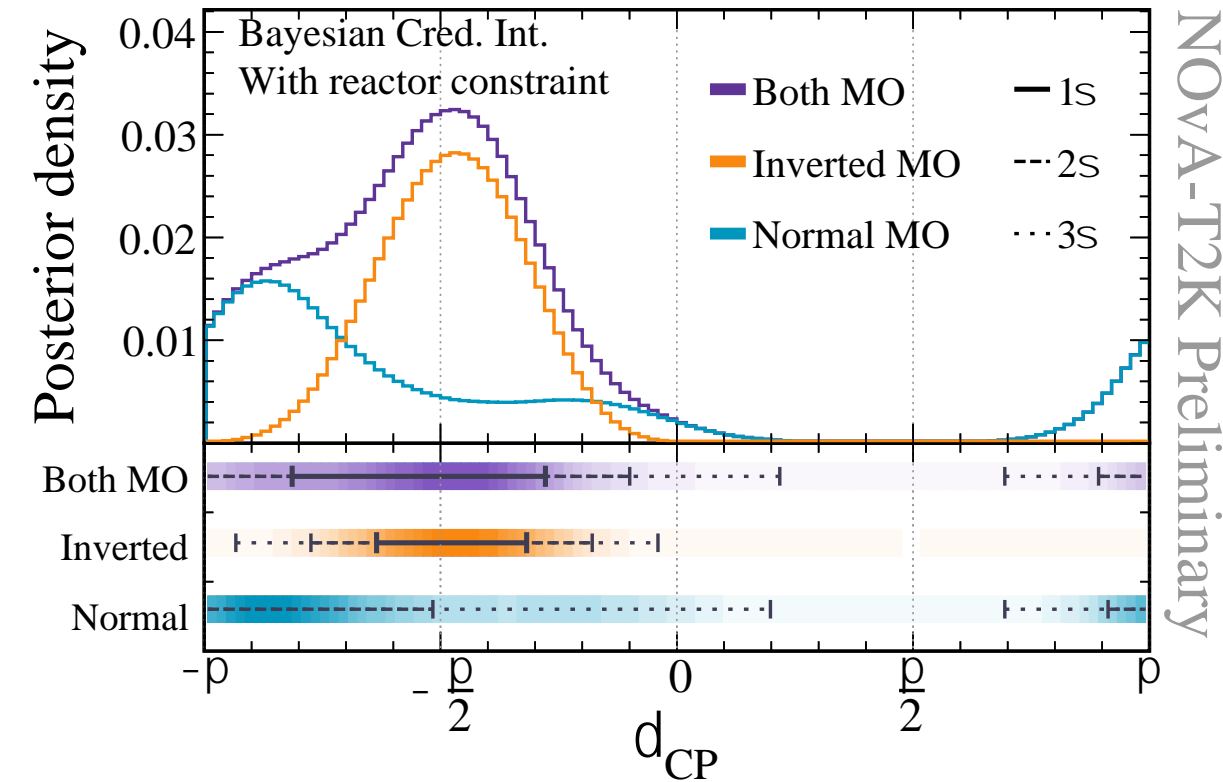 0.04
0.03
0.02
0.01
Posterior density
Bayesian Cred. Int.
With reactor constraint
Both MO
Inverted MO
Normal MO
1s
2s
3s
NOvA-T2K Preliminary
Both MO
Inverted
Normal
-p
- p
2
0
p
2
p
d CP